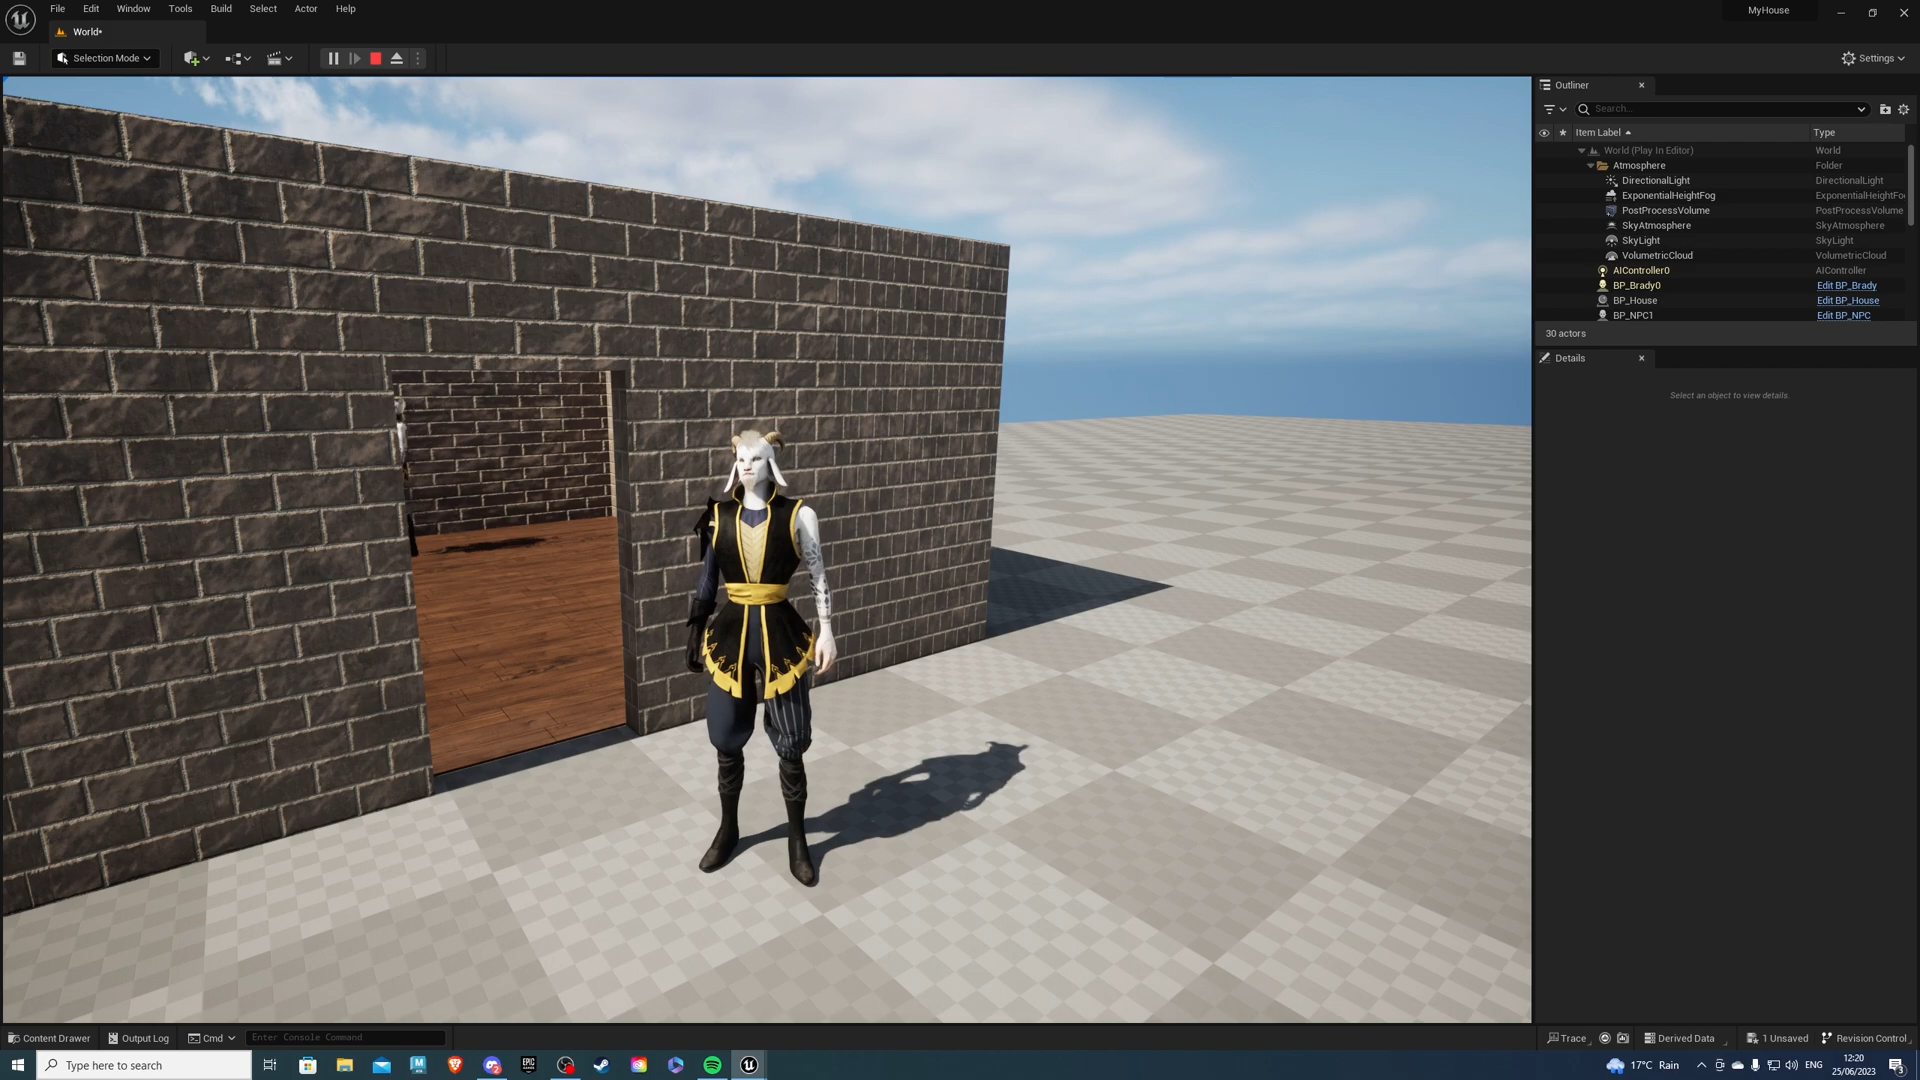 File Edit Window Tools Build Select Actor Help
MyHouse
World*
Selection Mode
Settings
Outliner
Search...
Item Label Type
World (Play In Editor) World
Atmosphere Folder
DirectionalLight DirectionalLight
ExponentialHeightFog ExponentialHeightFo
PostProcessVolume PostProcessVolume
SkyAtmosphere SkyAtmosphere
SkyLight SkyLight
VolumetricCloud VolumetricCloud
AIController0 AIController
BP_Brady0 Edit BP_Brady
BP_House Edit BP_House
BP_NPC1 Edit BP_NPC
30 actors
Details
Select an object to view details.
Content Drawer Output Log Cmd Enter Console Command
Trace Derived Data 1 Unsaved Revision Control
Type here to search
17°C Rain
ENG
12:20
25/06/2023
3